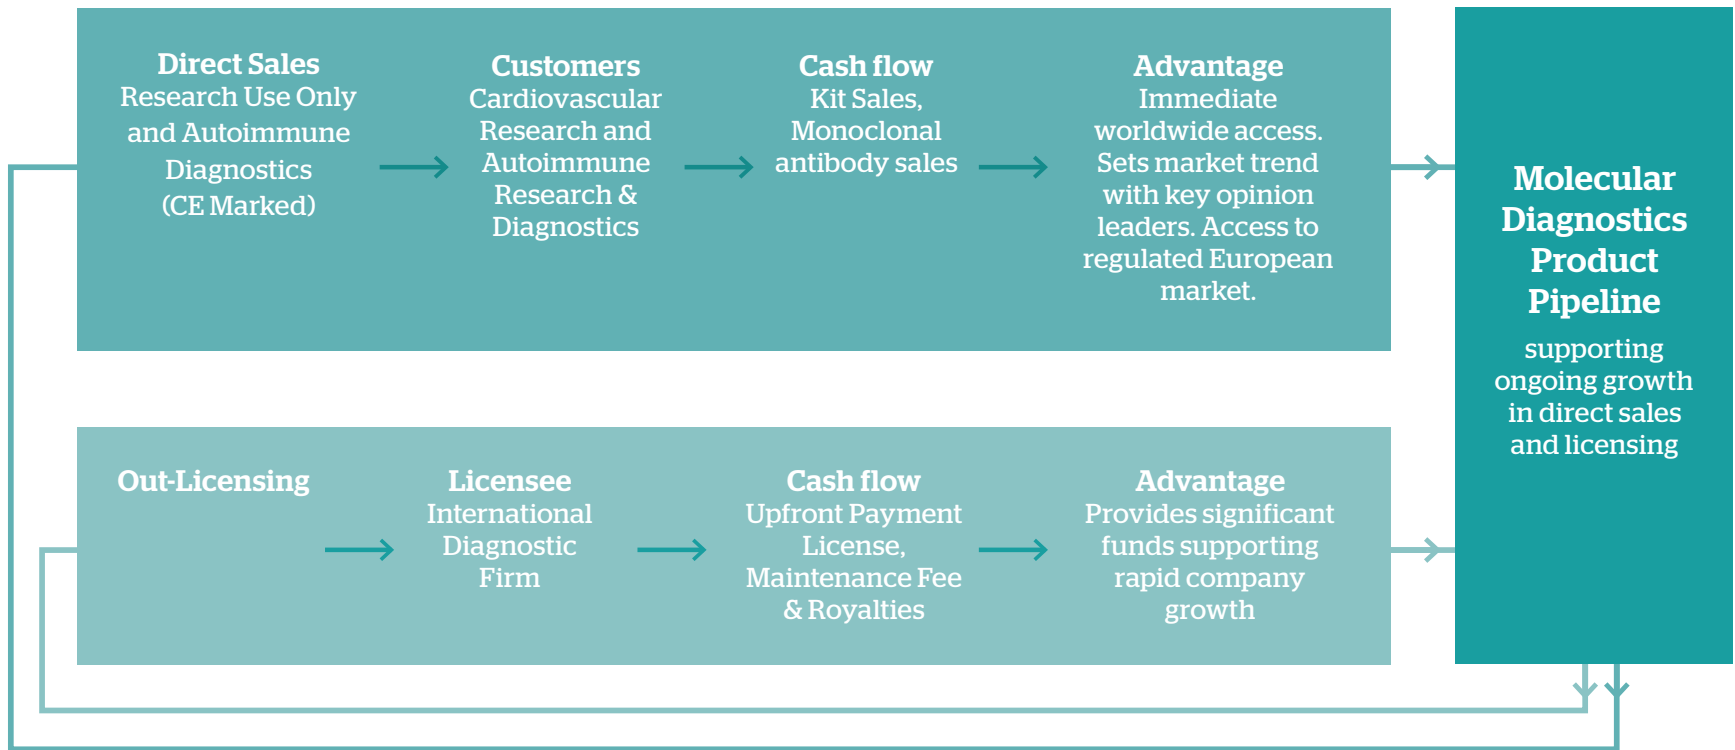 Direct Sales
Research Use Only
and Autoimmune
Diagnostics
(CE Marked)
Customers
Cardiovascular
Research and
Autoimmune
Research &
Diagnostics
Cash flow
Kit Sales,
Monoclonal
antibody sales
Advantage
Immediate
worldwide access.
Sets market trend
with key opinion
leaders. Access to
regulated European
market.
Out-Licensing
Licensee
International
Diagnostic
Firm
Cash flow
Upfront Payment
License,
Maintenance Fee
& Royalties
Advantage
Provides significant
funds supporting
rapid company
growth
Molecular
Diagnostics
Product
Pipeline
supporting
ongoing growth
in direct sales
and licensing